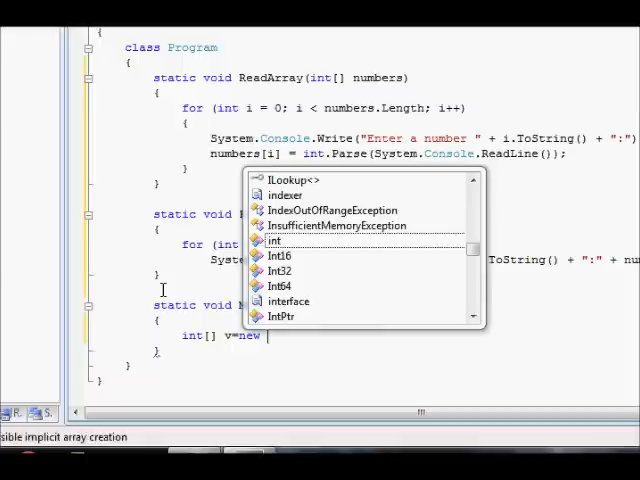 {
class Program
{
static void ReadArray(int[] numbers)
{
for (int i = 0; i < numbers.Length; i++)
{
System.Console.Write("Enter a number " + i.ToString() + ":")
numbers[i] = int.Parse(System.Console.ReadLine());
}
}
static void
for (int
Syste
ToString() + ":" + num
}
static void
{
int[] v=new
}
}
}
ILookup<>
indexer
IndexOutOfRangeException
InsufficientMemoryException
int
Int16
Int32
Int64
interface
IntPtr
R.
S.
sible implicit array creation